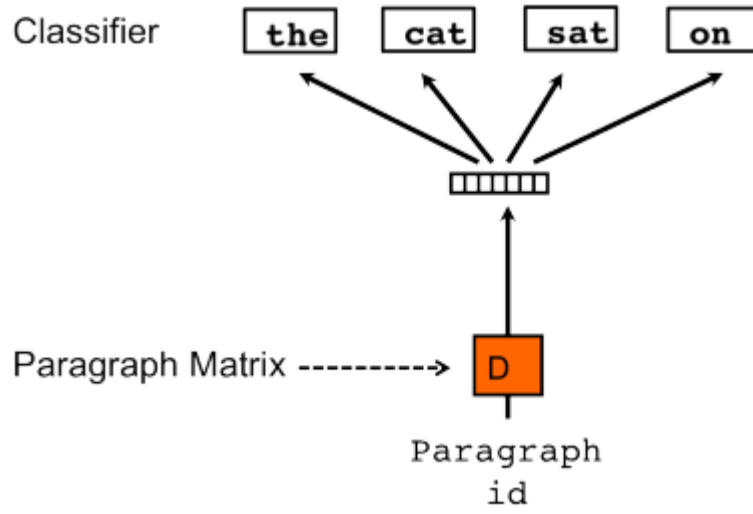 Classifier the cat sat on
Paragraph Matrix D
Paragraph
id